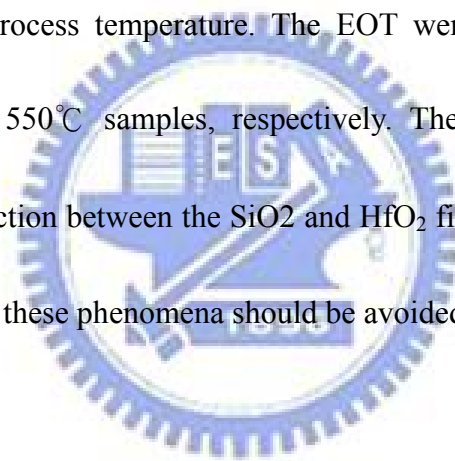 rocess temperature. The EOT wer
550℃ samples, respectively. The
ction between the SiO2 and HfO₂ fi
these phenomena should be avoided
E S A
1896